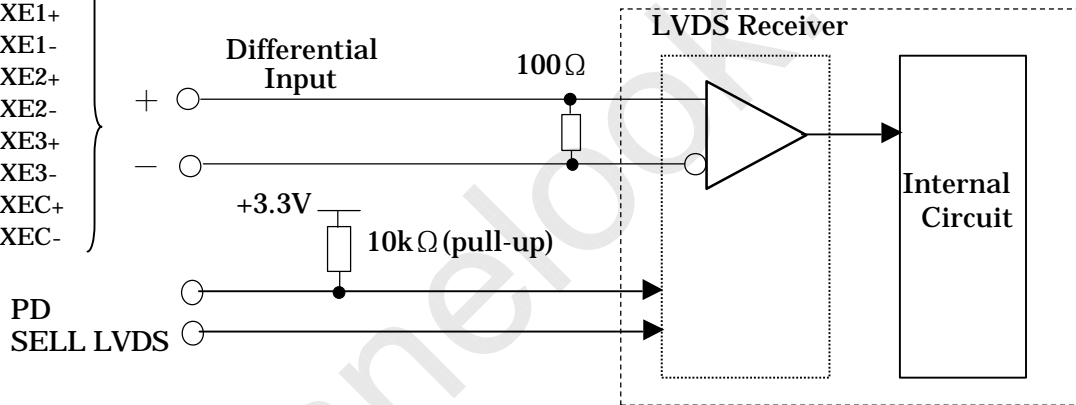 XE1+
XE1-
XE2+
XE2-
XE3+
XE3-
XEC+
XEC-
Differential
Input
+
−
100Ω
LVDS Receiver
Internal
Circuit
+3.3V
10kΩ(pull-up)
PD
SELL LVDS